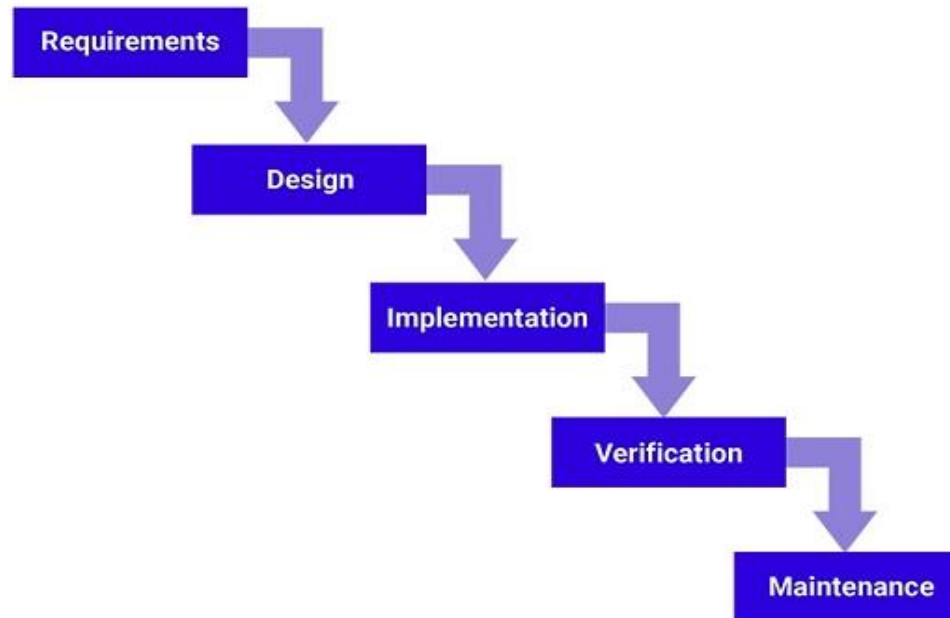 Requirements
Design
Implementation
Verification
Maintenance